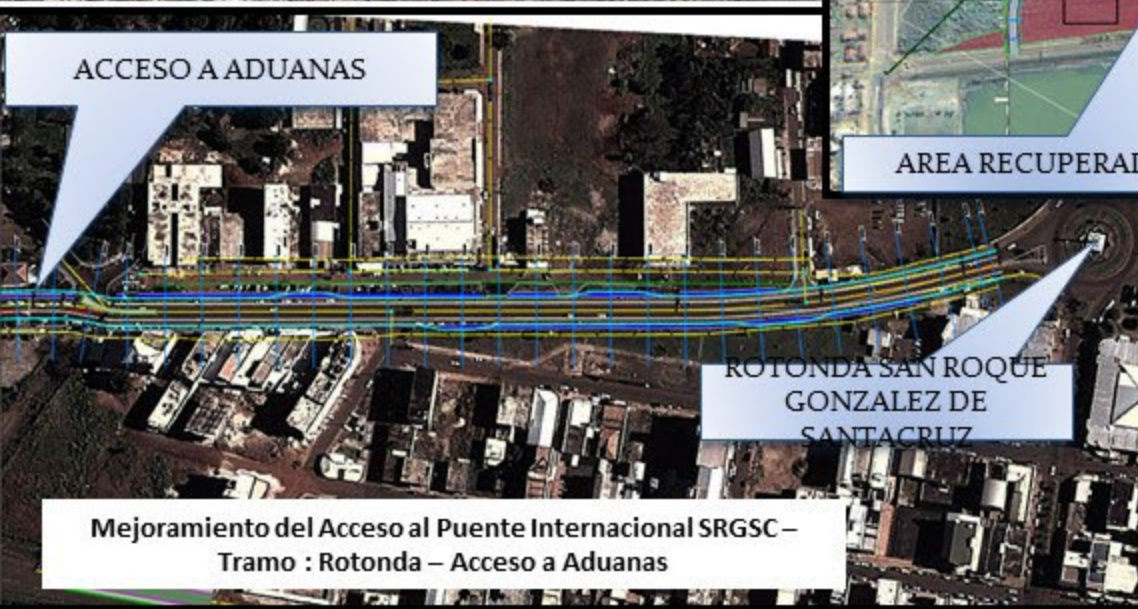 ACCESO A ADUANAS
AREA RECUPERAD
ROTONDA SAN ROQUE
GONZALEZ DE
SANTACRUZ
Mejoramiento del Acceso al Puente Internacional SRGSC –
Tramo : Rotonda – Acceso a Aduanas